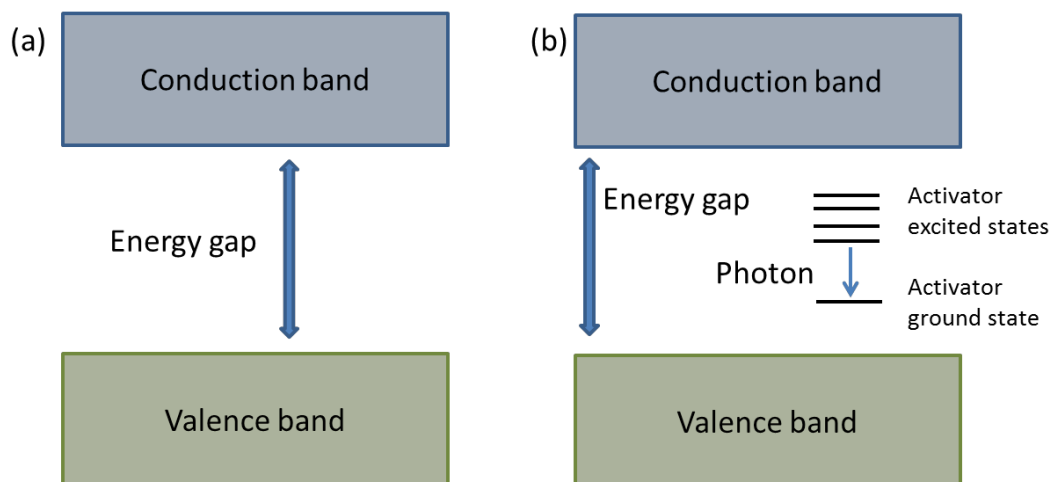 (a)
Conduction band
Energy gap
Valence band
(b)
Conduction band
Energy gap
Activator
excited states
Photon
Activator
ground state
Valence band